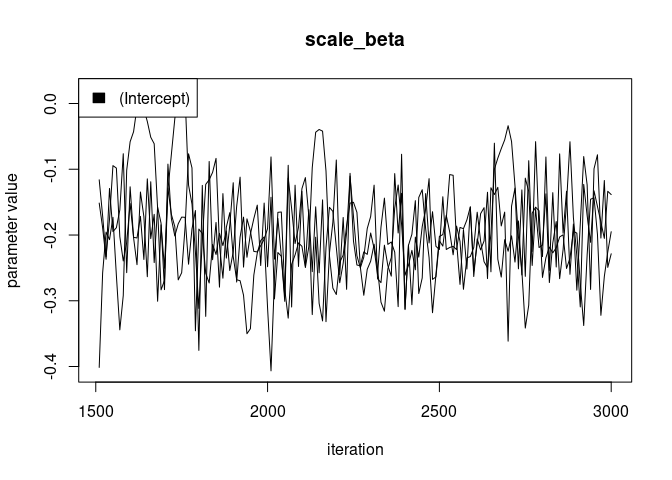 scale_beta
(Intercept)
0.0
-0.1
-0.2
-0.3
-0.4
parameter value
1500 2000 2500 3000
iteration